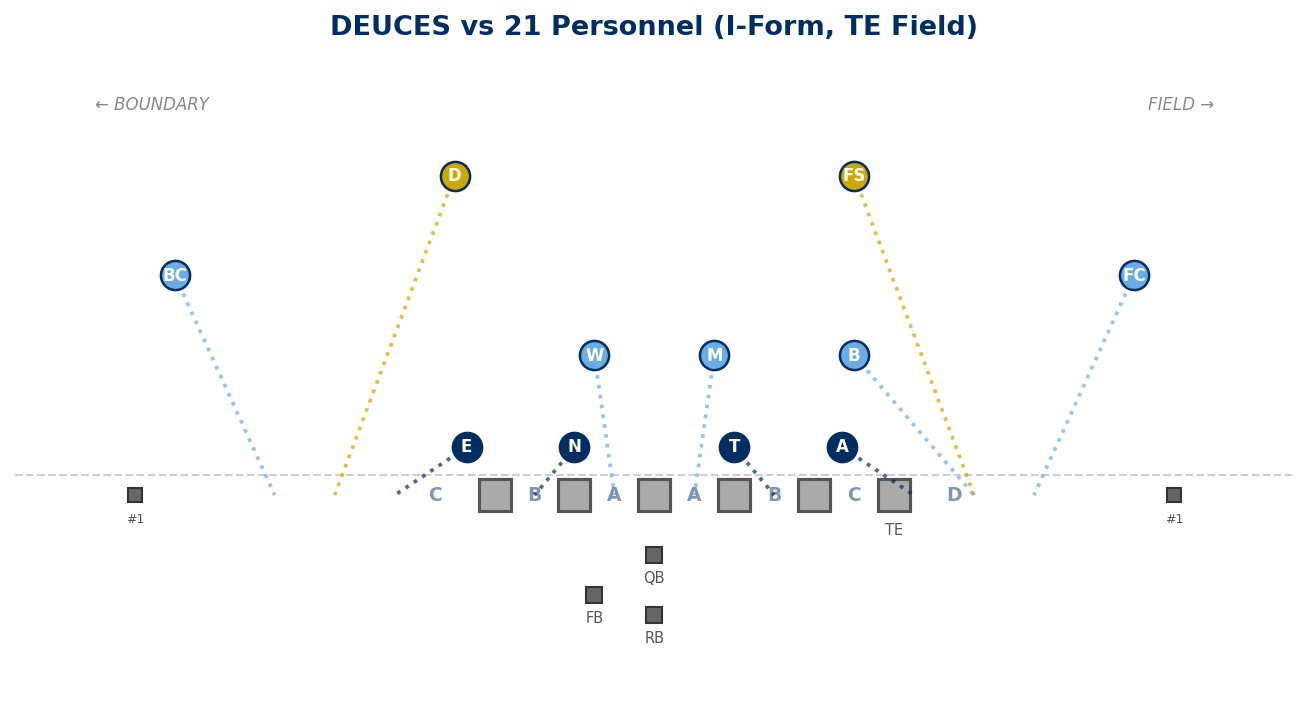 DEUCES vs 21 Personnel (I-Form, TE Field)
← BOUNDARY
FIELD →
D
FS
BC
FC
W
M
B
E
N
T
A
C
B
A
A
B
C
D
#1
#1
TE
QB
FB
RB